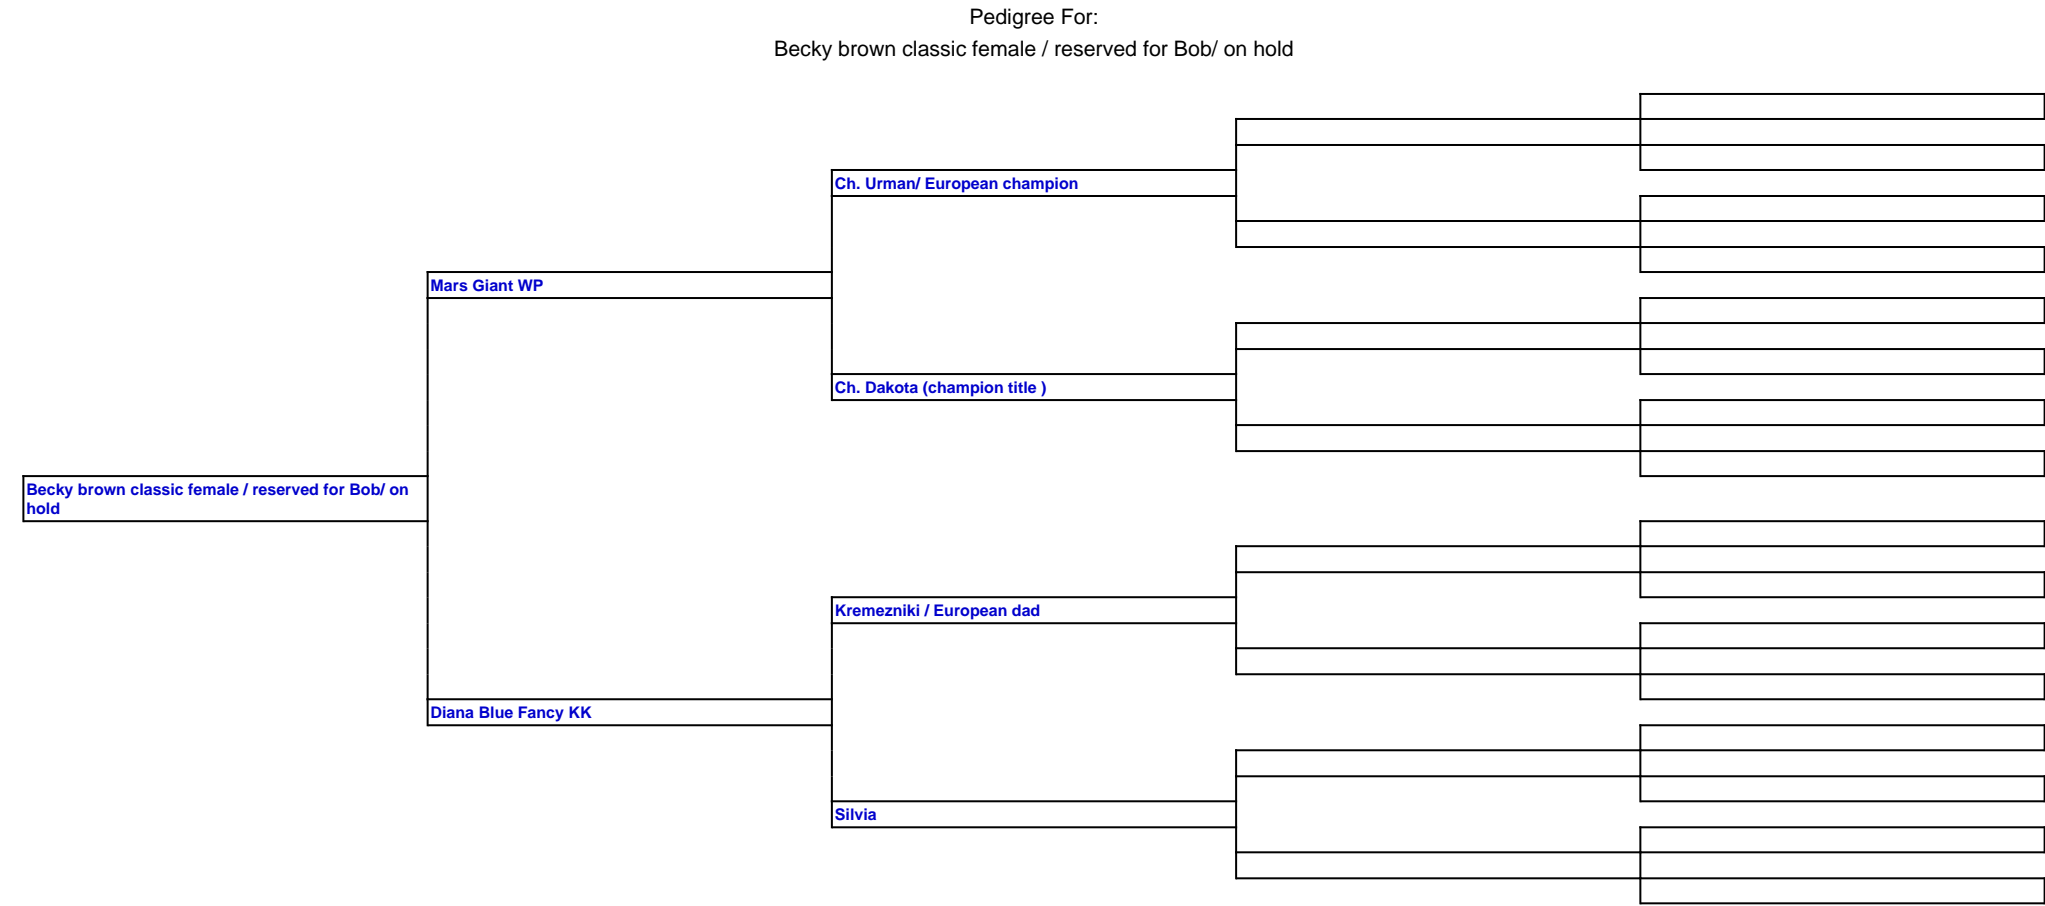 Pedigree For:
Becky brown classic female / reserved for Bob/ on hold
Ch. Urman/ European champion
Mars Giant WP
Ch. Dakota (champion title )
Becky brown classic female / reserved for Bob/ on
hold
Kremezniki / European dad
Diana Blue Fancy KK
Silvia